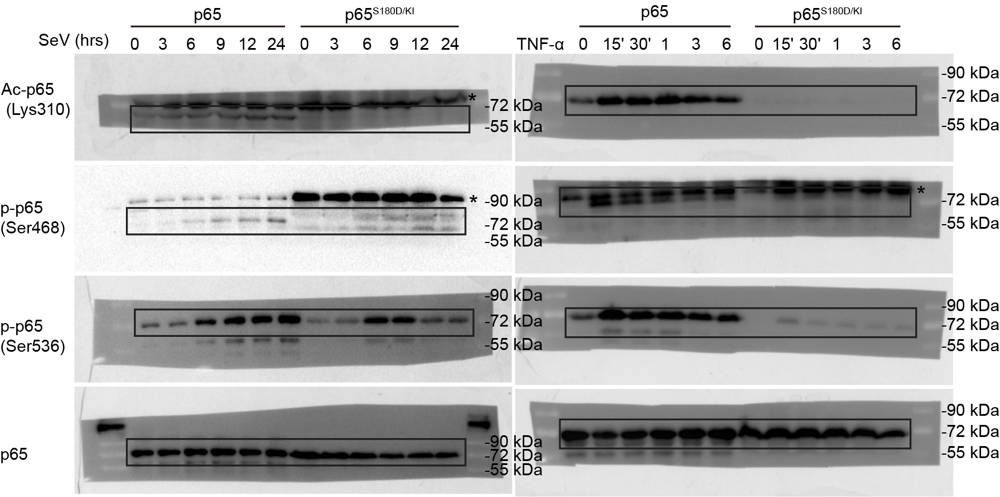 p65 p65S180D/KI p65 p65S180D/KI
SeV (hrs) 0 3 6 9 12 24 0 3 6 9 12 24 TNF-α 0 15' 30' 1 3 6 0 15' 30' 1 3 6
Ac-p65
(Lys310)
*
-72 kDa
-55 kDa
-90 kDa
-72 kDa
-55 kDa
p-p65
(Ser468)
*
-90 kDa
-72 kDa
-55 kDa
*
-72 kDa
-55 kDa
p-p65
(Ser536)
-90 kDa
-72 kDa
-55 kDa
-90 kDa
-72 kDa
-55 kDa
p65
-90 kDa
-72 kDa
-55 kDa
-90 kDa
-72 kDa
-55 kDa